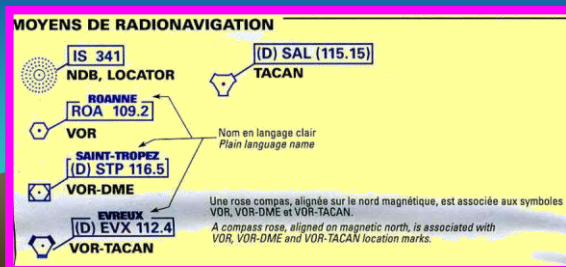 MOYENS DE RADIONAVIGATION
IS 341
NDB, LOCATOR
(D) SAL (115.15)
TACAN
ROANNE
ROA 109.2
VOR
Nom en langage clair
Plain language name
SAINT-TROPEZ
(D) STP 116.5
VOR-DME
Une rose compas, alignée sur le nord magnétique, est associée aux symboles
VOR, VOR-DME et VOR-TACAN.
A compass rose, aligned on magnetic north, is associated with
VOR, VOR-DME and VOR-TACAN location marks.
EVREUX
(D) EVX 112.4
VOR-TACAN